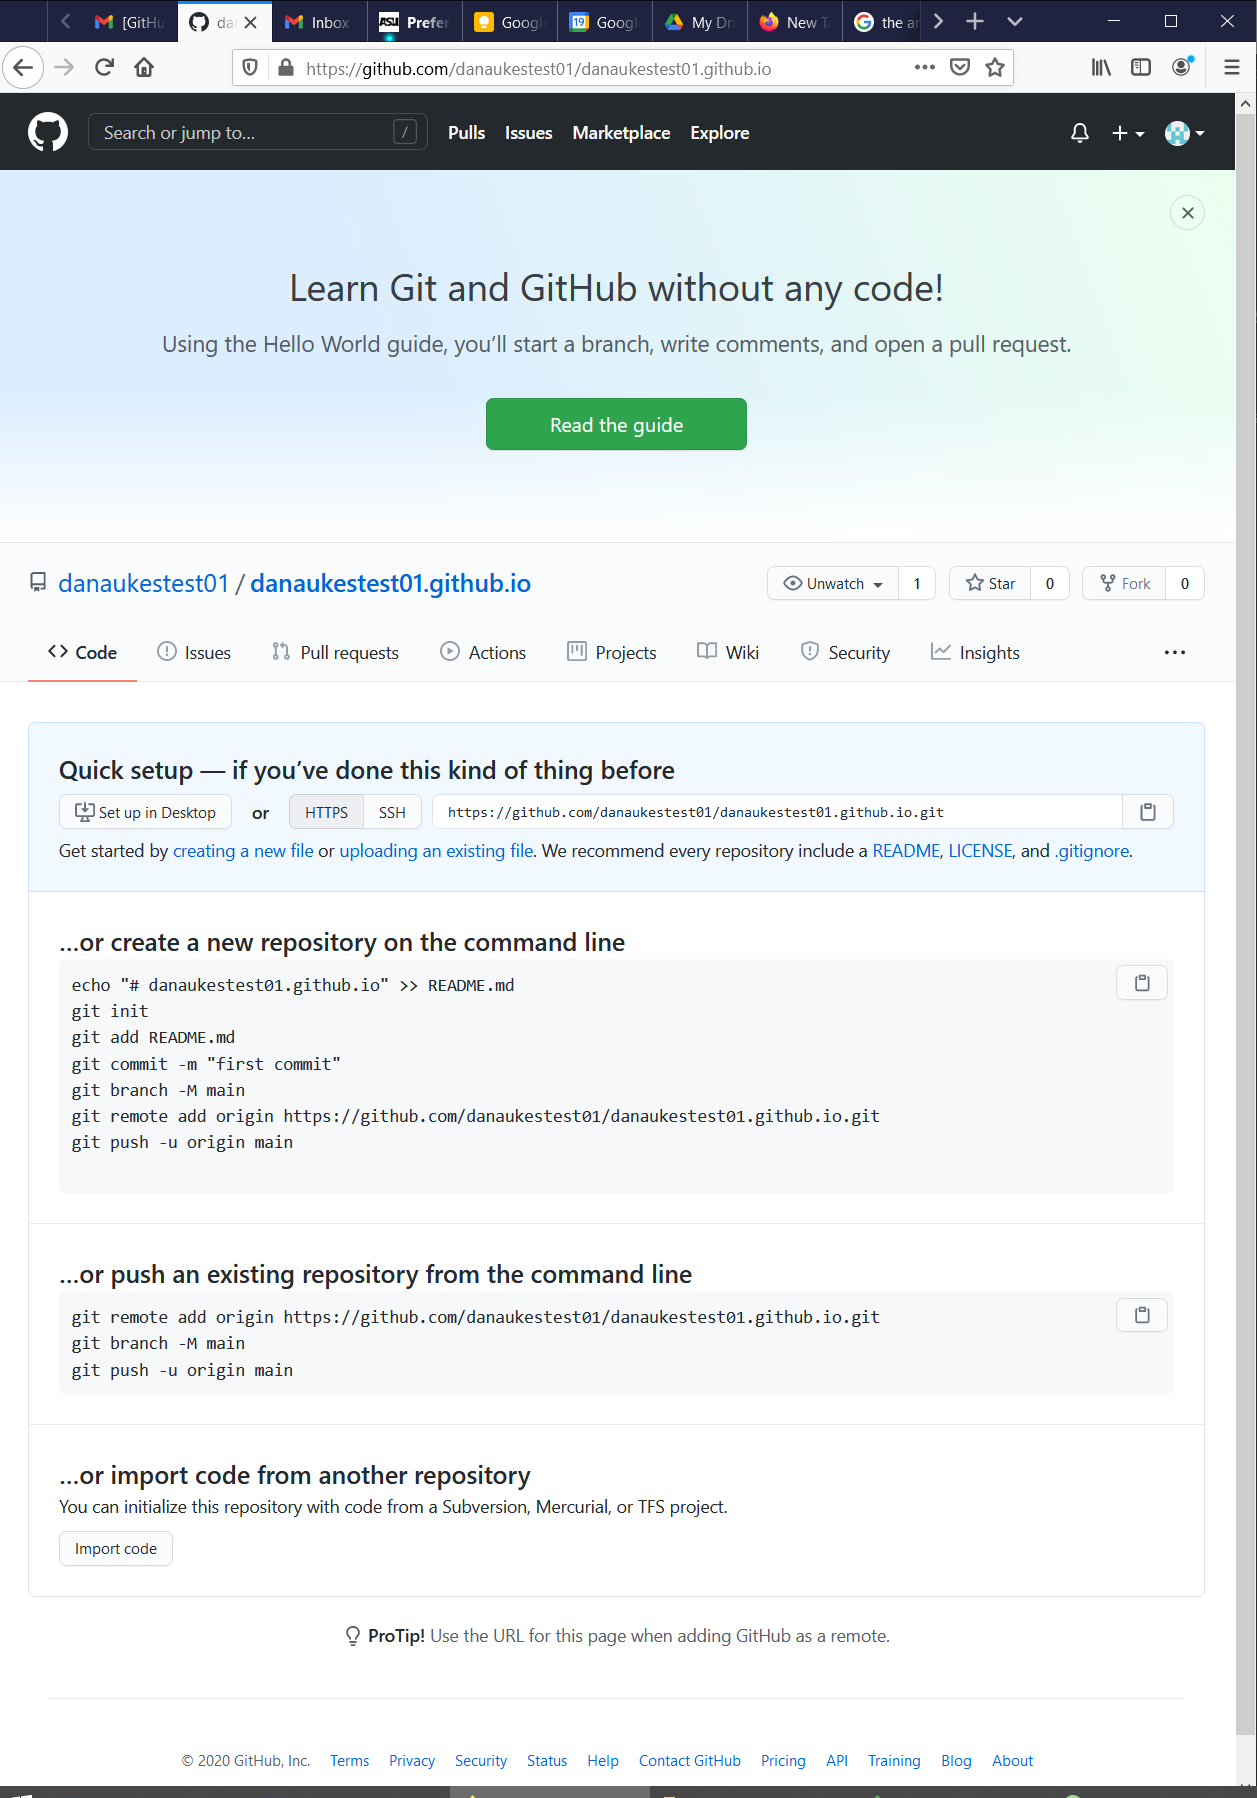 [GitHu
da
Inbox
ASU Prefer
Googl
19 Googl
My Dri
New T
the ar
https://github.com/danaukestest01/danaukestest01.github.io
Search or jump to... /
Pulls Issues Marketplace Explore
Learn Git and GitHub without any code!
Using the Hello World guide, you’ll start a branch, write comments, and open a pull request.
Read the guide
danaukestest01 / danaukestest01.github.io
Unwatch 1 Star 0 Fork 0
Code Issues Pull requests Actions Projects Wiki Security Insights
Quick setup — if you’ve done this kind of thing before
Set up in Desktop or HTTPS SSH https://github.com/danaukestest01/danaukestest01.github.io.git
Get started by creating a new file or uploading an existing file. We recommend every repository include a README, LICENSE, and .gitignore.
…or create a new repository on the command line
echo "# danaukestest01.github.io" >> README.md
git init
git add README.md
git commit -m "first commit"
git branch -M main
git remote add origin https://github.com/danaukestest01/danaukestest01.github.io.git
git push -u origin main
…or push an existing repository from the command line
git remote add origin https://github.com/danaukestest01/danaukestest01.github.io.git
git branch -M main
git push -u origin main
…or import code from another repository
You can initialize this repository with code from a Subversion, Mercurial, or TFS project.
Import code
ProTip! Use the URL for this page when adding GitHub as a remote.
© 2020 GitHub, Inc. Terms Privacy Security Status Help Contact GitHub Pricing API Training Blog About